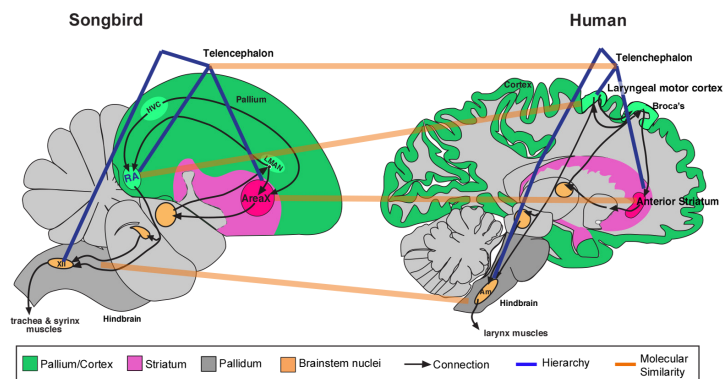 Songbird
Human
Telencephalon
Telenchephalon
HVC
Pallium
Cortex
Laryngeal motor cortex
Broca's
LMAN
RA
AreaX
Anterior Striatum
XII
Am
trachea & syrinx
muscles
Hindbrain
Hindbrain
larynx muscles
Pallium/Cortex
Striatum
Pallidum
Brainstem nuclei
Connection
Hierarchy
Molecular
Similarity